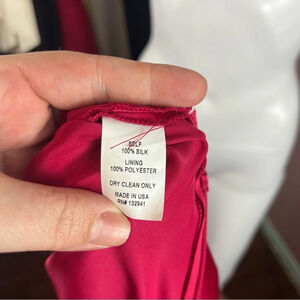 SELF
100% SILK
LINING
100% POLYESTER
DRY CLEAN ONLY
MADE IN USA
RN# 132941